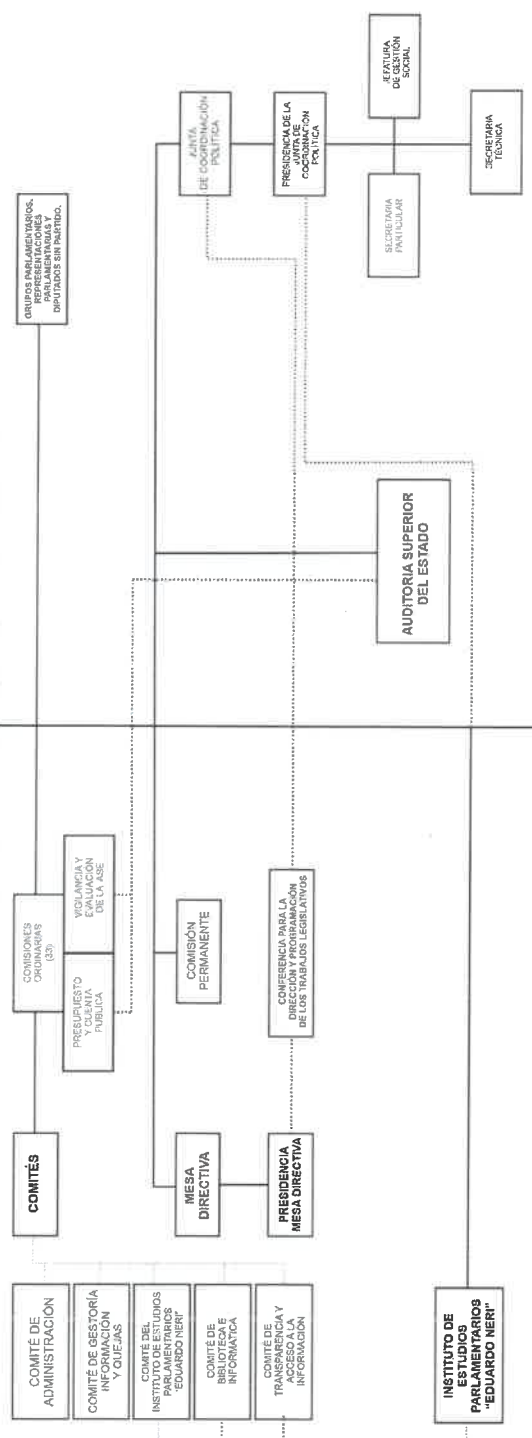 GRUPOS PARLAMENTARIOS,
REPRESENTACIONES
PARLAMENTARIAS Y
DIPUTADOS SIN PARTIDO.
COMISIONES
ORDINARIAS
(33)
COMITÉS
PRESUPUESTO
Y CUENTA
PÚBLICA
VIGILANCIA Y
EVALUACIÓN
DE LA ASE
COMITÉ DE
ADMINISTRACIÓN
COMITÉ DE GESTORÍA
INFORMACIÓN
Y QUEJAS
COMITÉ DEL
INSTITUTO DE ESTUDIOS
PARLAMENTARIOS
"EDUARDO NERI"
COMITÉ DE
BIBLIOTECA E
INFORMÁTICA
COMITÉ DE
TRANSPARENCIA Y
ACCESO A LA
INFORMACIÓN
MESA
DIRECTIVA
COMISIÓN
PERMANENTE
JUNTA
DE COORDINACIÓN
POLÍTICA
PRESIDENCIA
MESA DIRECTIVA
CONFERENCIA PARA LA
DIRECCIÓN Y PROGRAMACIÓN
DE LOS TRABAJOS LEGISLATIVOS
PRESIDENCIA DE LA
JUNTA DE
COORDINACIÓN
POLÍTICA
AUDITORIA SUPERIOR
DEL ESTADO
SECRETARIA
PARTICULAR
JEFATURA
DE GESTIÓN
SOCIAL
SECRETARIA
TÉCNICA
INSTITUTO DE
ESTUDIOS
PARLAMENTARIOS
"EDUARDO NERI"